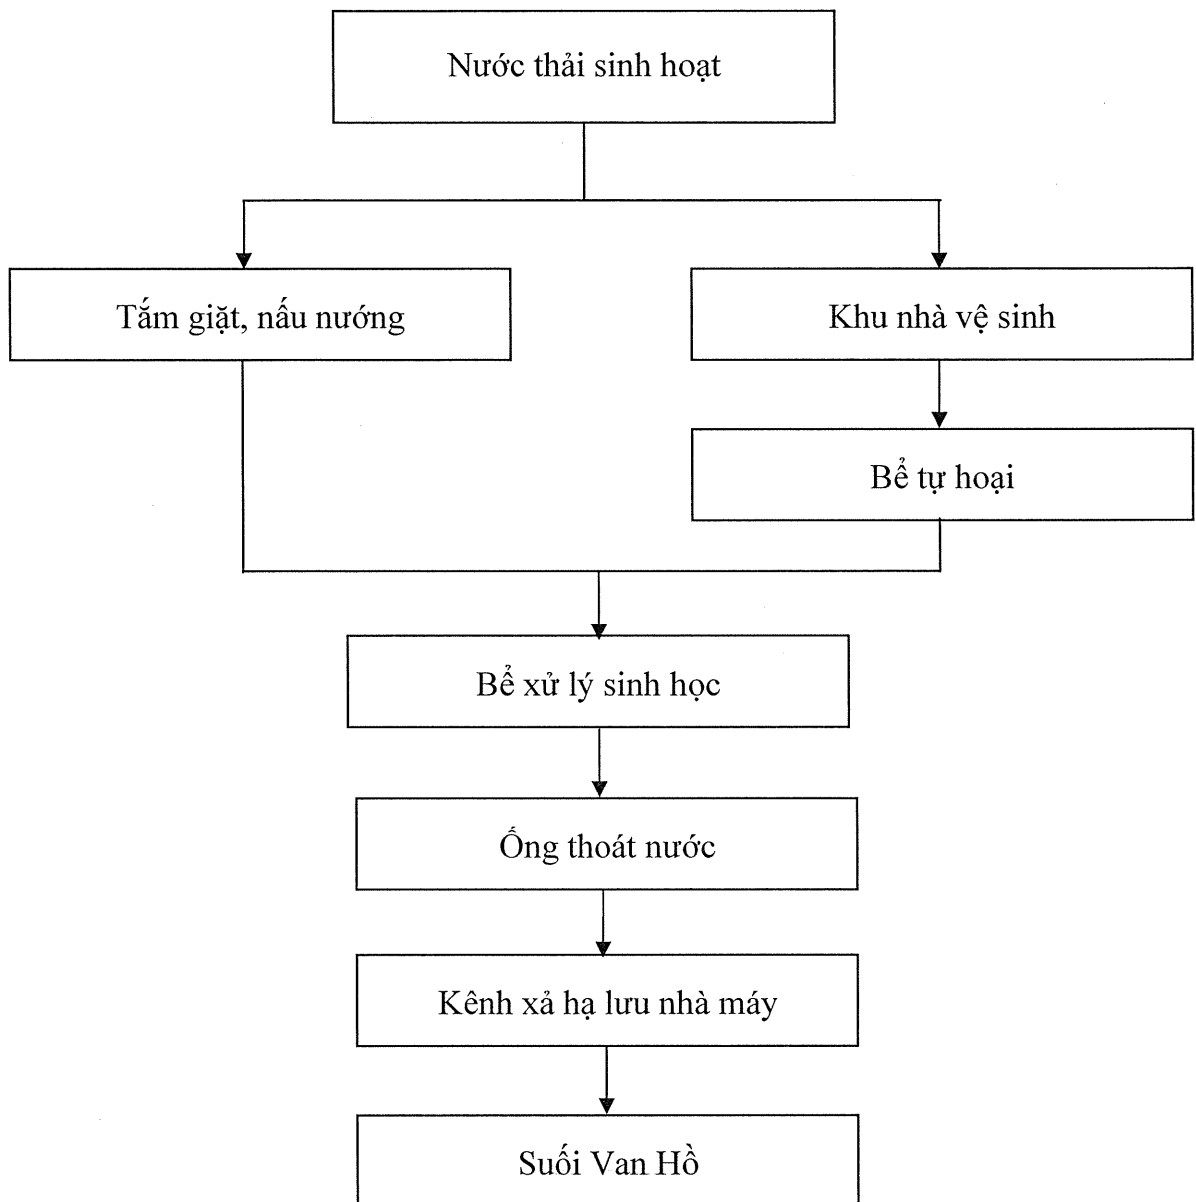 Nước thải sinh hoạt
Tắm giặt, nấu nướng
Khu nhà vệ sinh
Bể tự hoại
Bể xử lý sinh học
Ống thoát nước
Kênh xả hạ lưu nhà máy
Suối Van Hồ